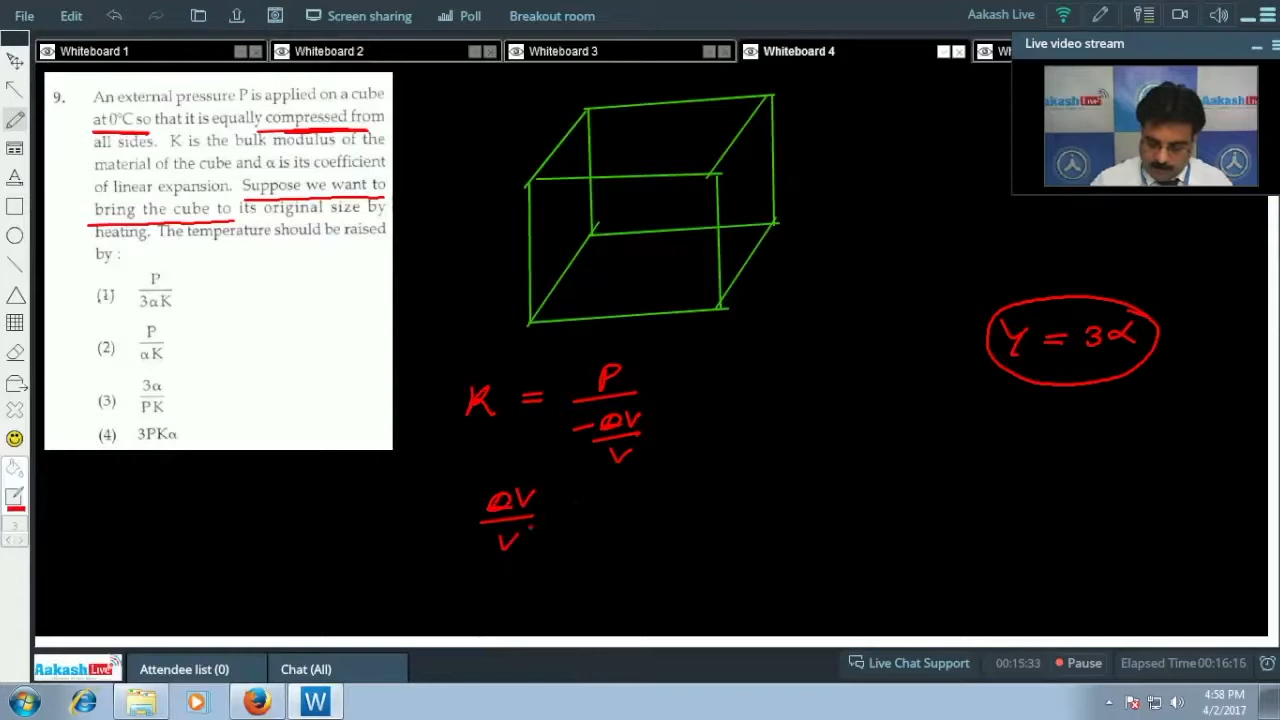 File Edit Screen sharing Poll Breakout room Aakash Live
Whiteboard 1 Whiteboard 2 Whiteboard 3 Whiteboard 4 Wh
Live video stream
9. An external pressure P is applied on a cube
at 0°C so that it is equally compressed from
all sides. K is the bulk modulus of the
material of the cube and α is its coefficient
of linear expansion. Suppose we want to
bring the cube to its original size by
heating. The temperature should be raised
by :
(1) P
3αK
(2) P
αK
(3) 3α
PK
(4) 3PKα
γ = 3α
K = P
-ΔV
V
ΔV
V
3
Aakash Live Attendee list (0) Chat (All) Live Chat Support 00:15:33 Pause Elapsed Time 00:16:15
4:58 PM
4/2/2017